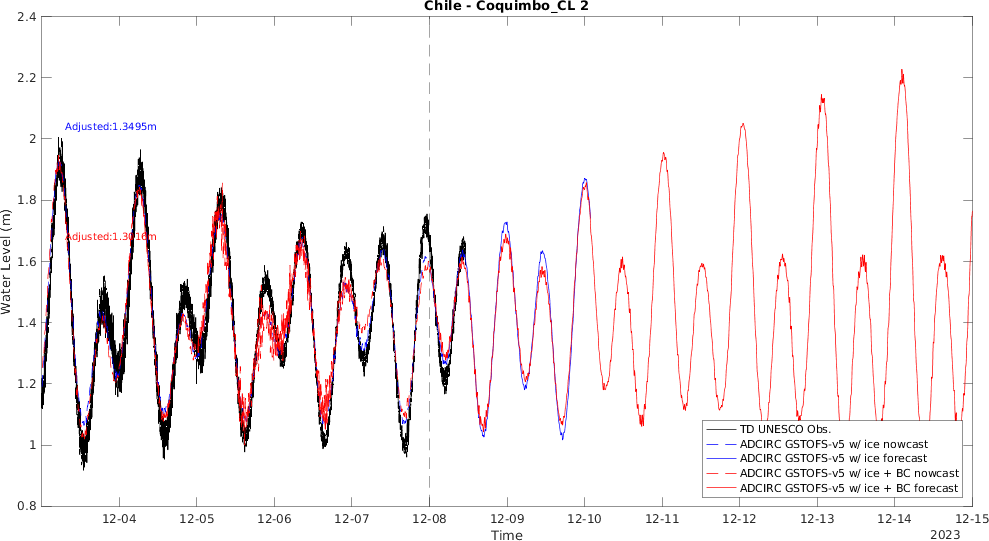 Chile - Coquimbo_CL 2
2.4
2.2
2
1.8
1.6
1.4
1.2
1
0.8
Water Level (m)
Adjusted:1.3495m
Adjusted:1.3016m
TD UNESCO Obs.
ADCIRC GSTOFS-v5 w/ ice nowcast
ADCIRC GSTOFS-v5 w/ ice forecast
ADCIRC GSTOFS-v5 w/ ice + BC nowcast
ADCIRC GSTOFS-v5 w/ ice + BC forecast
12-04 12-05 12-06 12-07 12-08 12-09 12-10 12-11 12-12 12-13 12-14 12-15
Time
2023